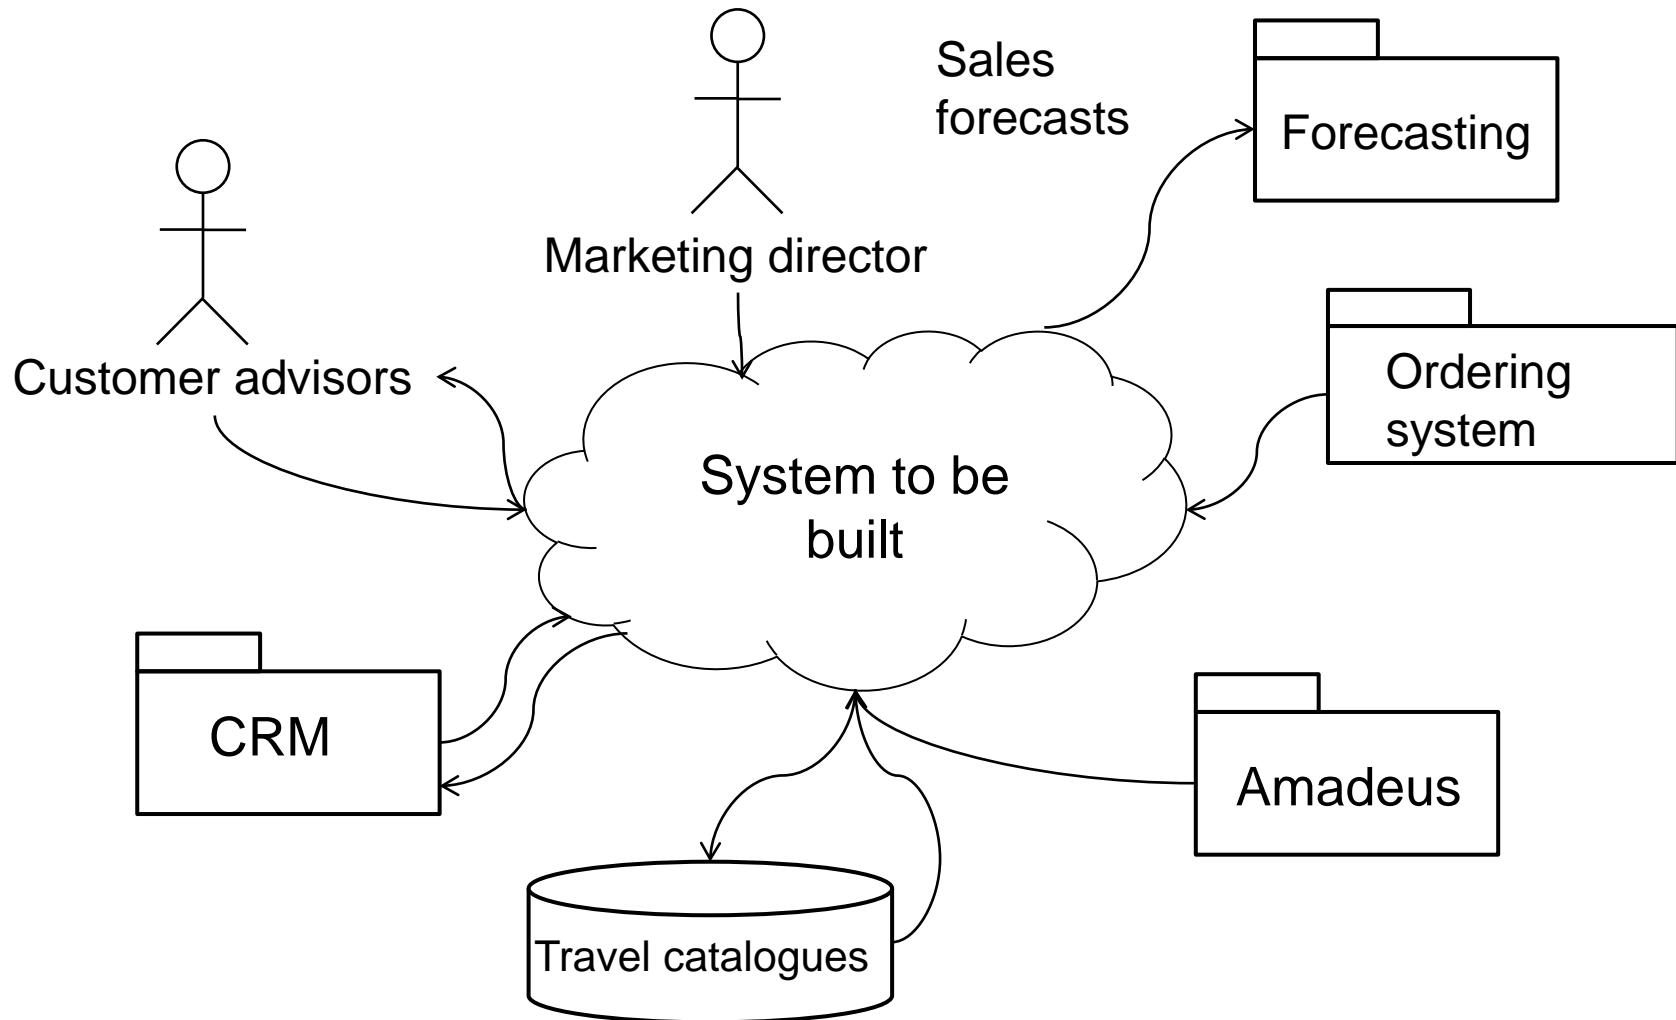 Sales
forecasts
Forecasting
Marketing director
Customer advisors
Ordering
system
System to be
built
CRM
Amadeus
Travel catalogues